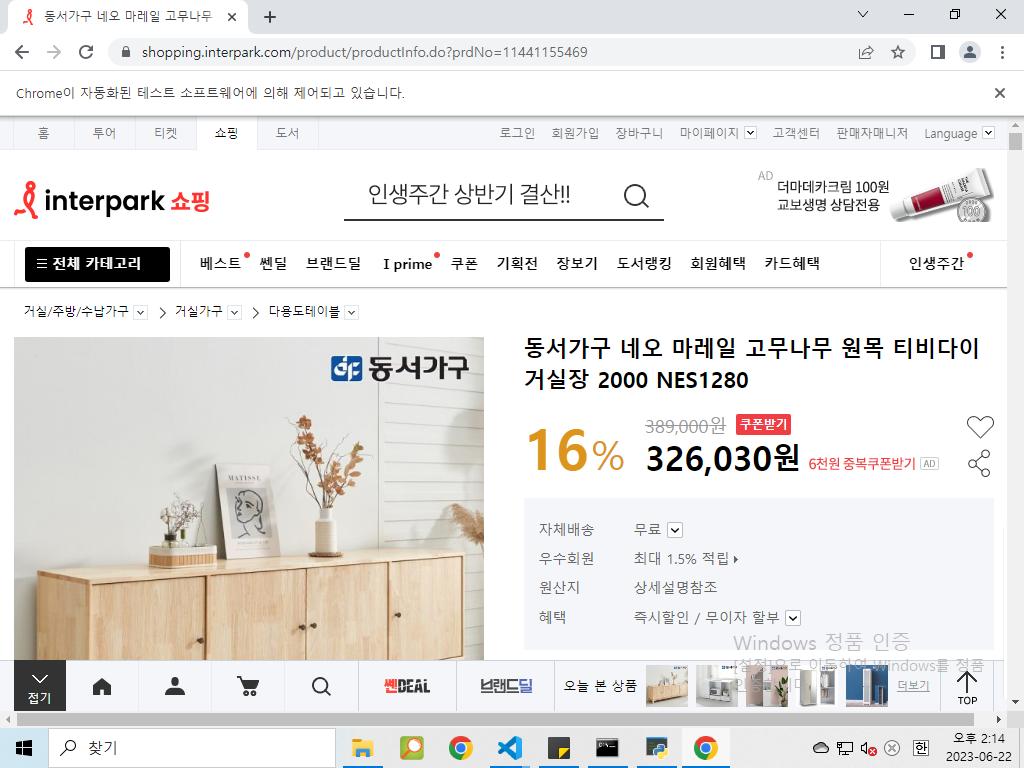 동서가구 네오 마레일 고무나무
shopping.interpark.com/product/productInfo.do?prdNo=11441155469
Chrome이 자동화된 테스트 소프트웨어에 의해 제어되고 있습니다.
홈 투어 티켓 쇼핑 도서 로그인 회원가입 장바구니 마이페이지 고객센터 판매자매니저 Language
interpark 쇼핑
인생주간 상반기 결산!!
AD 더마데카크림 100원
교보생명 상담전용
전체 카테고리 베스트 쎈딜 브랜드딜 I prime 쿠폰 기획전 장보기 도서랭킹 회원혜택 카드혜택 인생주간
거실/주방/수납가구 거실가구 다용도테이블
동서가구
MATISSE
동서가구 네오 마레일 고무나무 원목 티비다이
거실장 2000 NES1280
16% 389,000원 쿠폰받기
326,030원 6천원 중복쿠폰받기 AD
자체배송 무료
우수회원 최대 1.5% 적립
원산지 상세설명참조
혜택 즉시할인 / 무이자 할부
Windows 정품 인증
[설정]으로 이동하여 Windows를 정품
접기 쎈DEAL 브랜드딜 오늘 본 상품 더보기 TOP
찾기
한
오후 2:14
2023-06-22